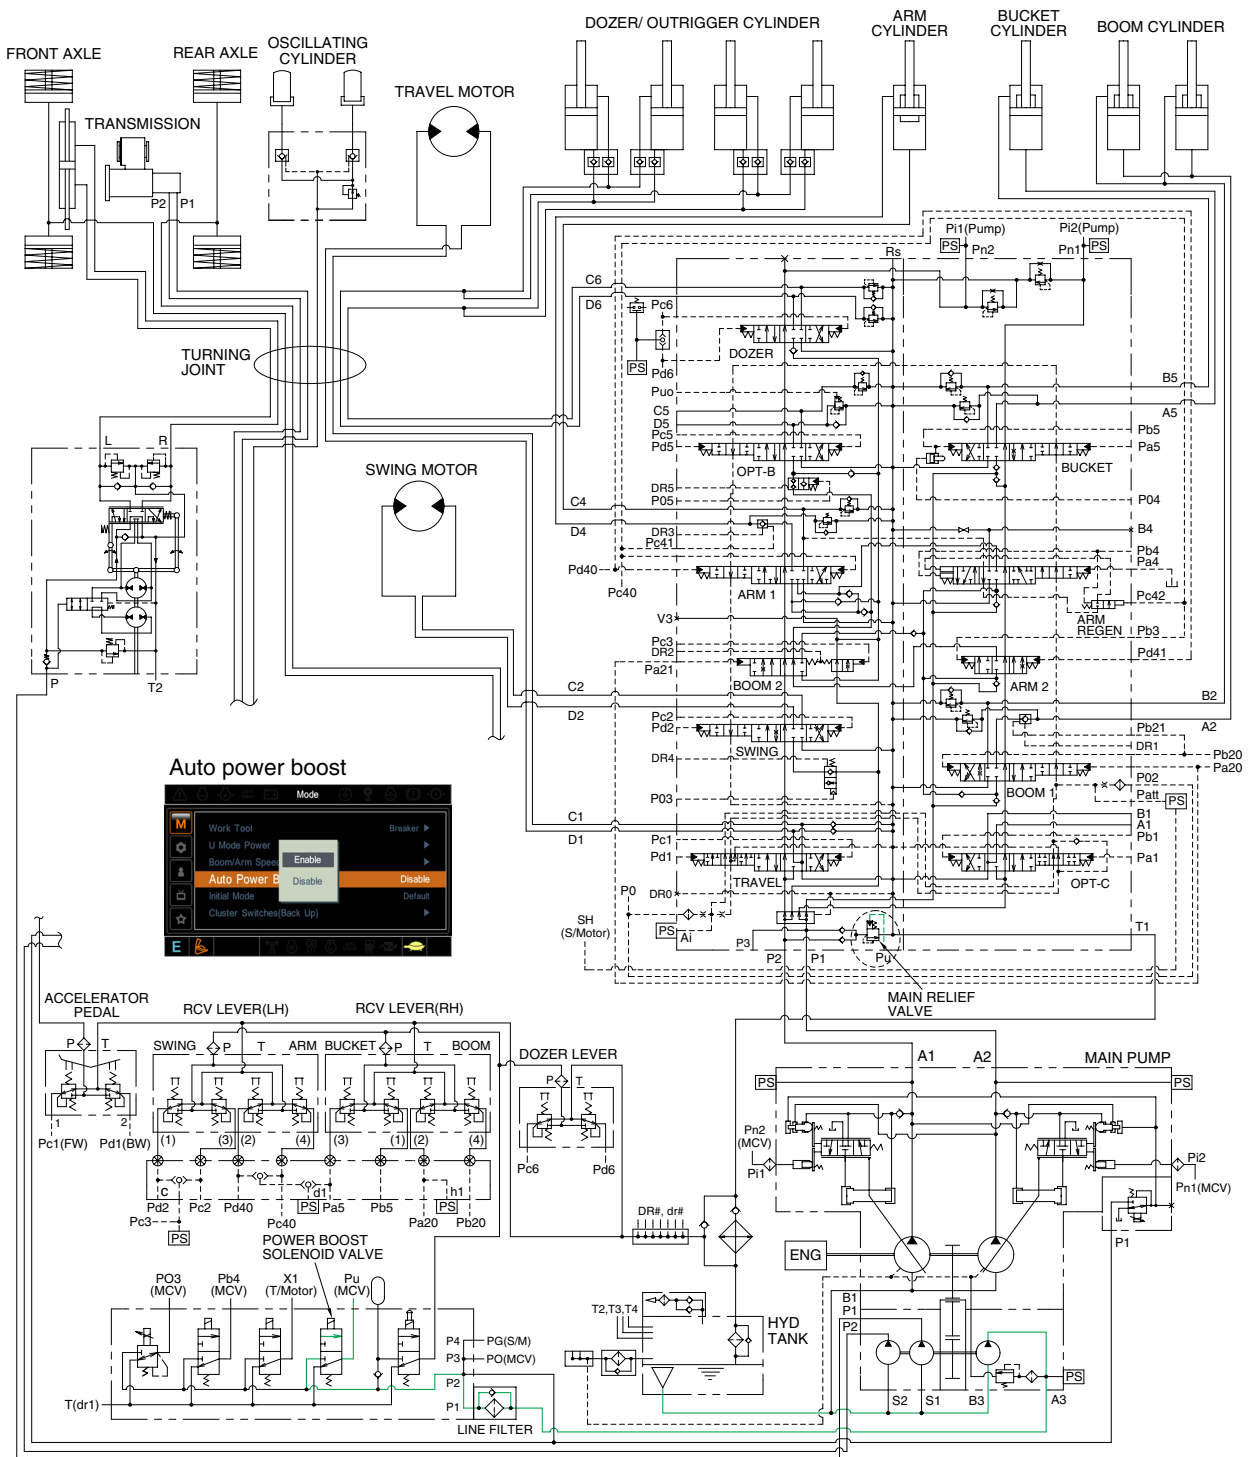 DOZER/ OUTRIGGER CYLINDER
ARM
CYLINDER
BUCKET
CYLINDER
BOOM CYLINDER
FRONT AXLE
REAR AXLE
OSCILLATING
CYLINDER
TRAVEL MOTOR
TRANSMISSION
P2 P1
Pi1(Pump)
PS
Pn2
Pi2(Pump)
Pn1
PS
Rs
C6
D6
Pc6
DOZER
PS
Pd6
TURNING
JOINT
Puo
C5
D5
Pc5
Pd5
OPT-B
B5
A5
Pb5
Pa5
BUCKET
L R
SWING MOTOR
DR5
P05
C4
D4
DR3
Pc41
Pd40
Pc40
ARM 1
P04
B4
Pb4
Pa4
Pc42
ARM
REGEN
Pb3
V3
Pc3
DR2
Pa21
BOOM 2
Pd41
ARM 2
P T2
C2
D2
Pc2
Pd2
SWING
B2
A2
Pb21
DR1
Pb20
Pa20
DR4
P03
BOOM 1
P02
Patt
PS
Auto power boost
Mode
M
Work Tool Breaker
U Mode Power
Boom/Arm Spee
Enable
Auto Power B Disable
Disable
Initial Mode Default
Cluster Switches(Back Up)
E
C1
D1
Pc1
Pd1
TRAVEL
B1
A1
Pb1
Pa1
OPT-C
P0
DR0
SH
(S/Motor)
PS
Ai
P3
P2 P1
Pu
T1
MAIN RELIEF
VALVE
ACCELERATOR
PEDAL
P T
1 2
Pc1(FW)
Pd1(BW)
RCV LEVER(LH)
SWING P T ARM
(1) (3) (2) (4)
RCV LEVER(RH)
BUCKET P T BOOM
(3) (1) (2) (4)
DOZER LEVER
P T
Pc6 Pd6
c
Pd2 Pc2 Pd40
Pc40
d1
PS
Pa5
Pb5
h1
PS
Pa20 Pb20
Pc3
PS
A1 A2
MAIN PUMP
PS
PS
Pn2
(MCV)
Pi1
Pi2
Pn1(MCV)
P1
DR#, dr#
ENG
POWER BOOST
SOLENOID VALVE
PO3
(MCV)
Pb4
(MCV)
X1
(T/Motor)
Pu
(MCV)
P4 PG(S/M)
P3 PO(MCV)
P2
P1
T(dr1)
LINE FILTER
T2,T3,T4
HYD
TANK
B1
P1
P2
S2 S1 B3 A3
PS